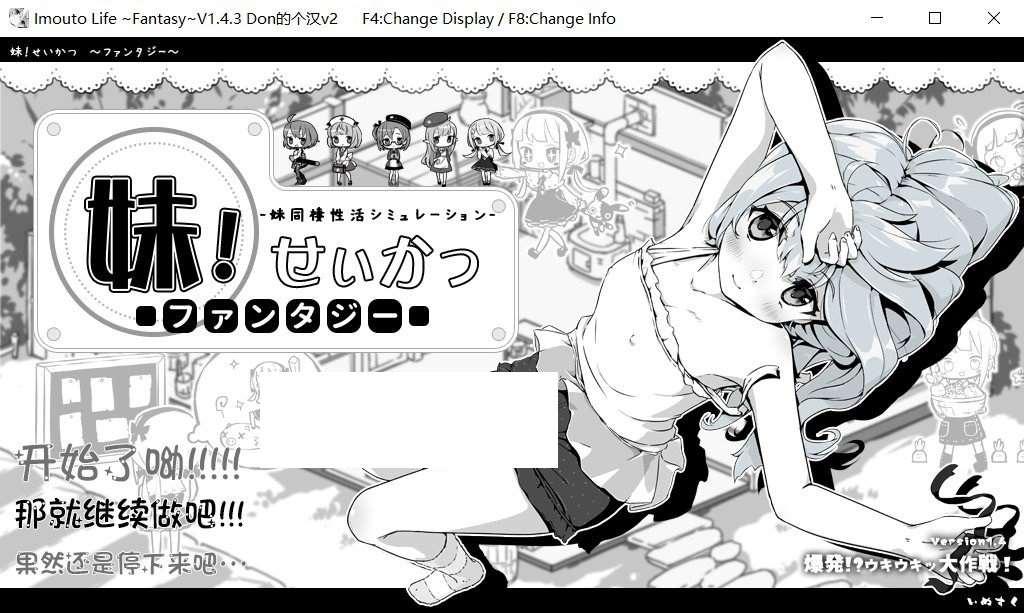 Imouto Life ~Fantasy~V1.4.3 Don的个汉v2 F4:Change Display / F8:Change Info
妹!せいかつ ～ファンタジー～
妹!
-妹同棲性活シミュレーション-
せいかつ
■ファンタジー■
开始了呦!!!!!
那就继续做吧!!!
果然还是停下来吧…
-Version1.4-
爆発!?ウキウキッ大作戦!
いぬすく